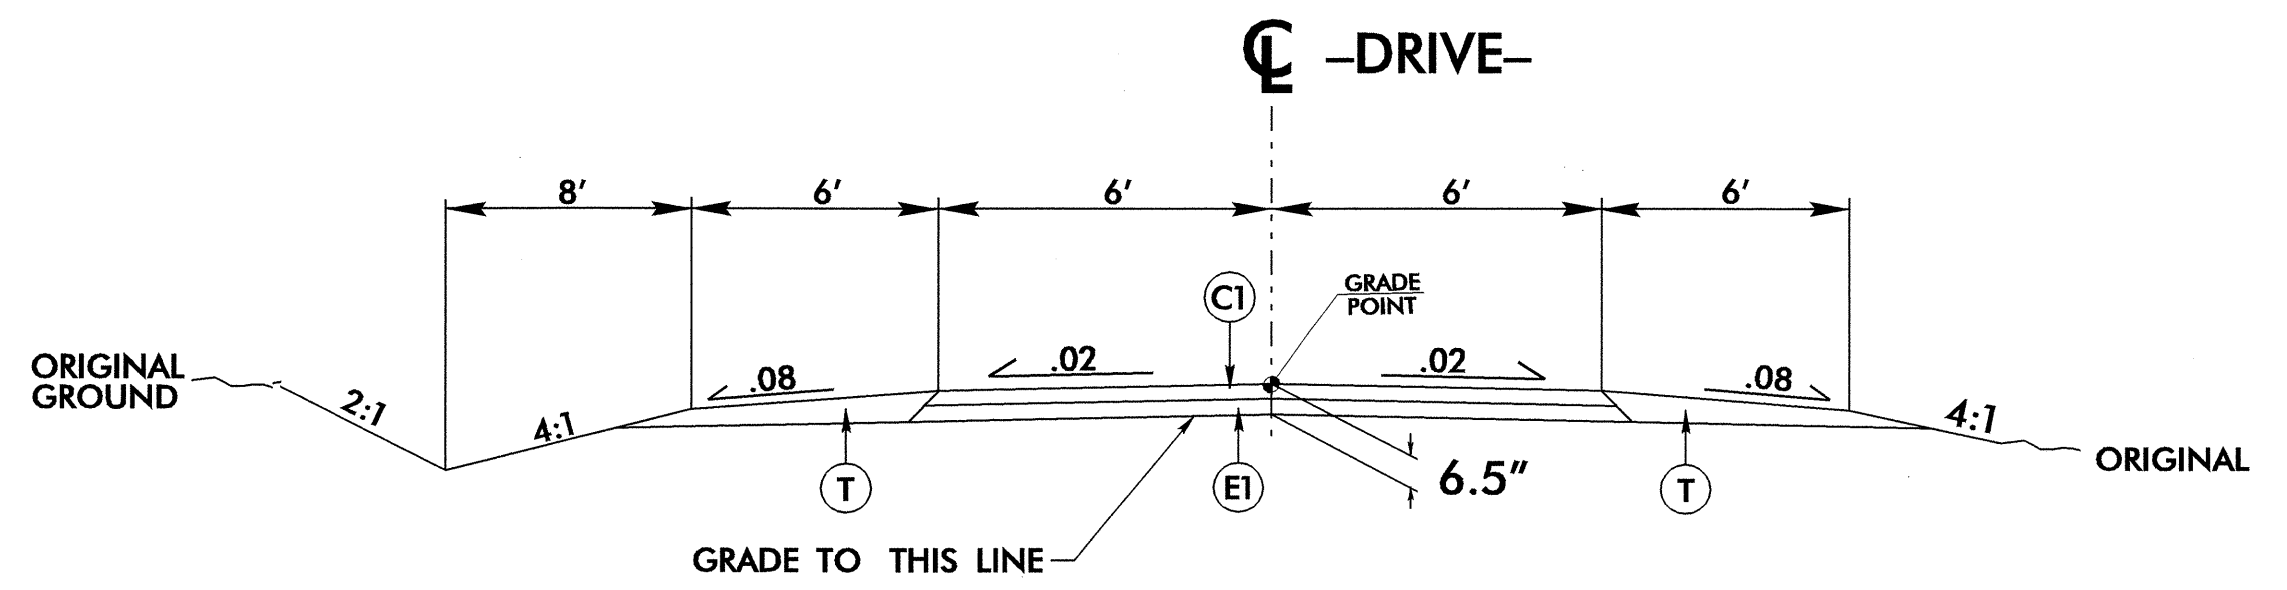 ℄ –DRIVE–
8' 6' 6' 6' 6'
GRADE
POINT
C1
.02 .02
.08 .08
ORIGINAL
GROUND
2:1
4:1
4:1
ORIGINAL
T E1 T
6.5"
GRADE TO THIS LINE